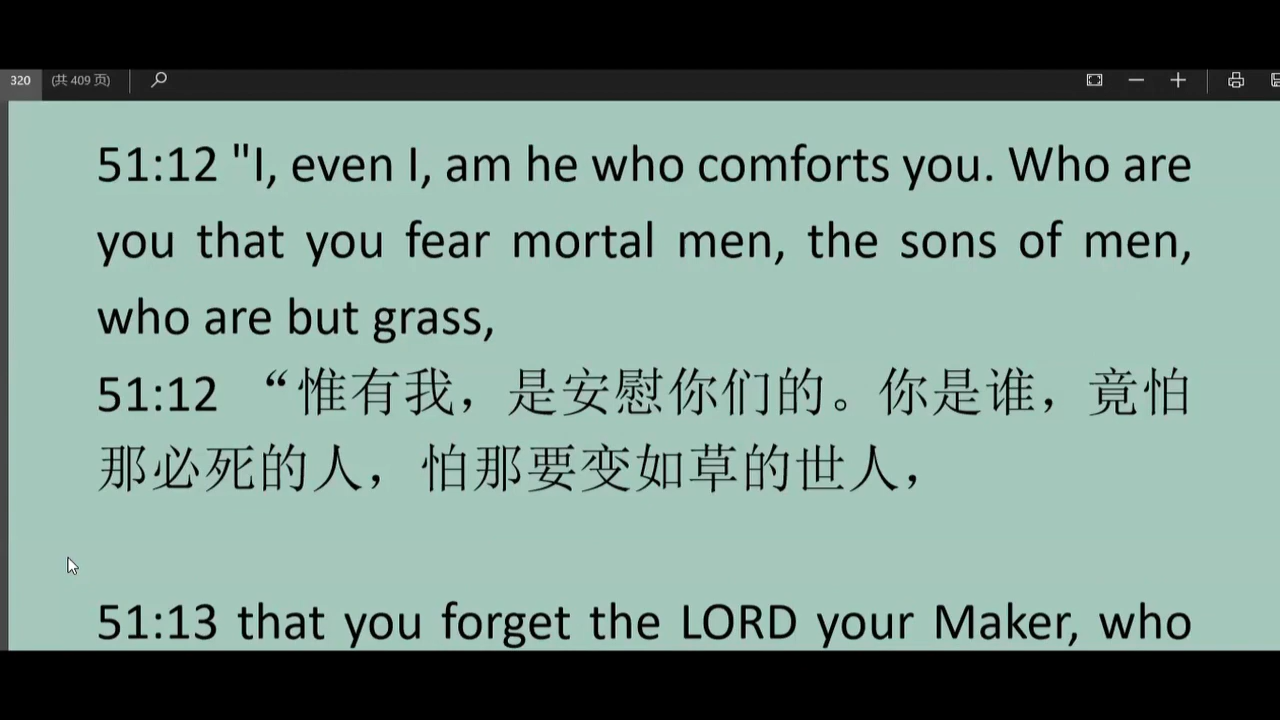 320 (共 409 页)
51:12 "I, even I, am he who comforts you. Who are
you that you fear mortal men, the sons of men,
who are but grass,
51:12 “惟有我，是安慰你们的。你是谁，竟怕
那必死的人，怕那要变如草的世人，
51:13 that you forget the LORD your Maker, who